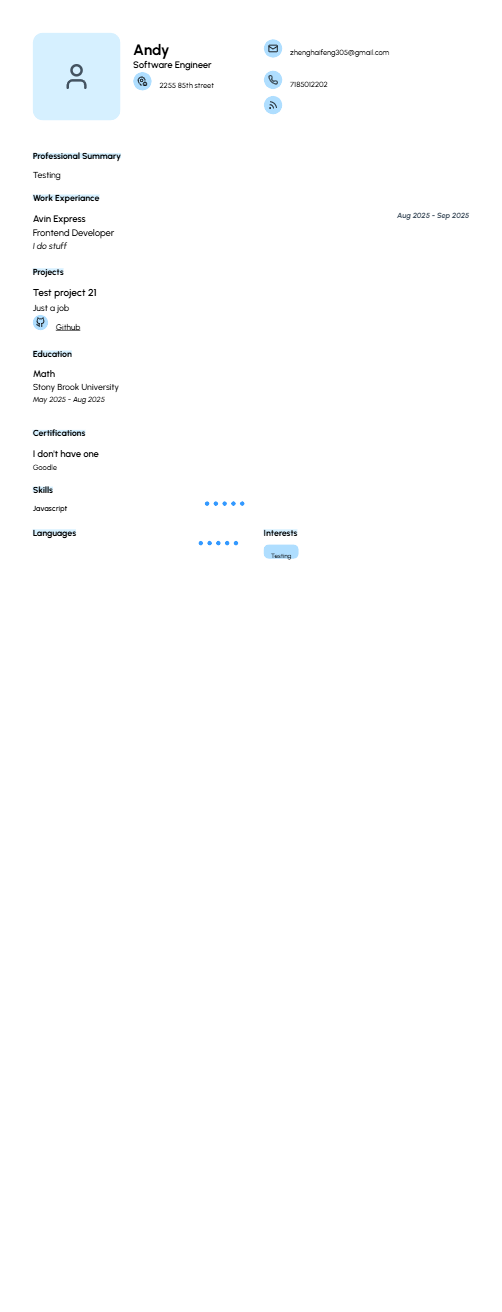 Andy
Software Engineer
2255 85th street
zhenghaifeng305@gmail.com
7185012202
Professional Summary
Testing
Work Experiance
Avin Express
Aug 2025 - Sep 2025
Frontend Developer
I do stuff
Projects
Test project 21
Just a job
Github
Education
Math
Stony Brook University
May 2025 - Aug 2025
Certifications
I don't have one
Goodle
Skills
Javascript
Languages
Interests
Testing